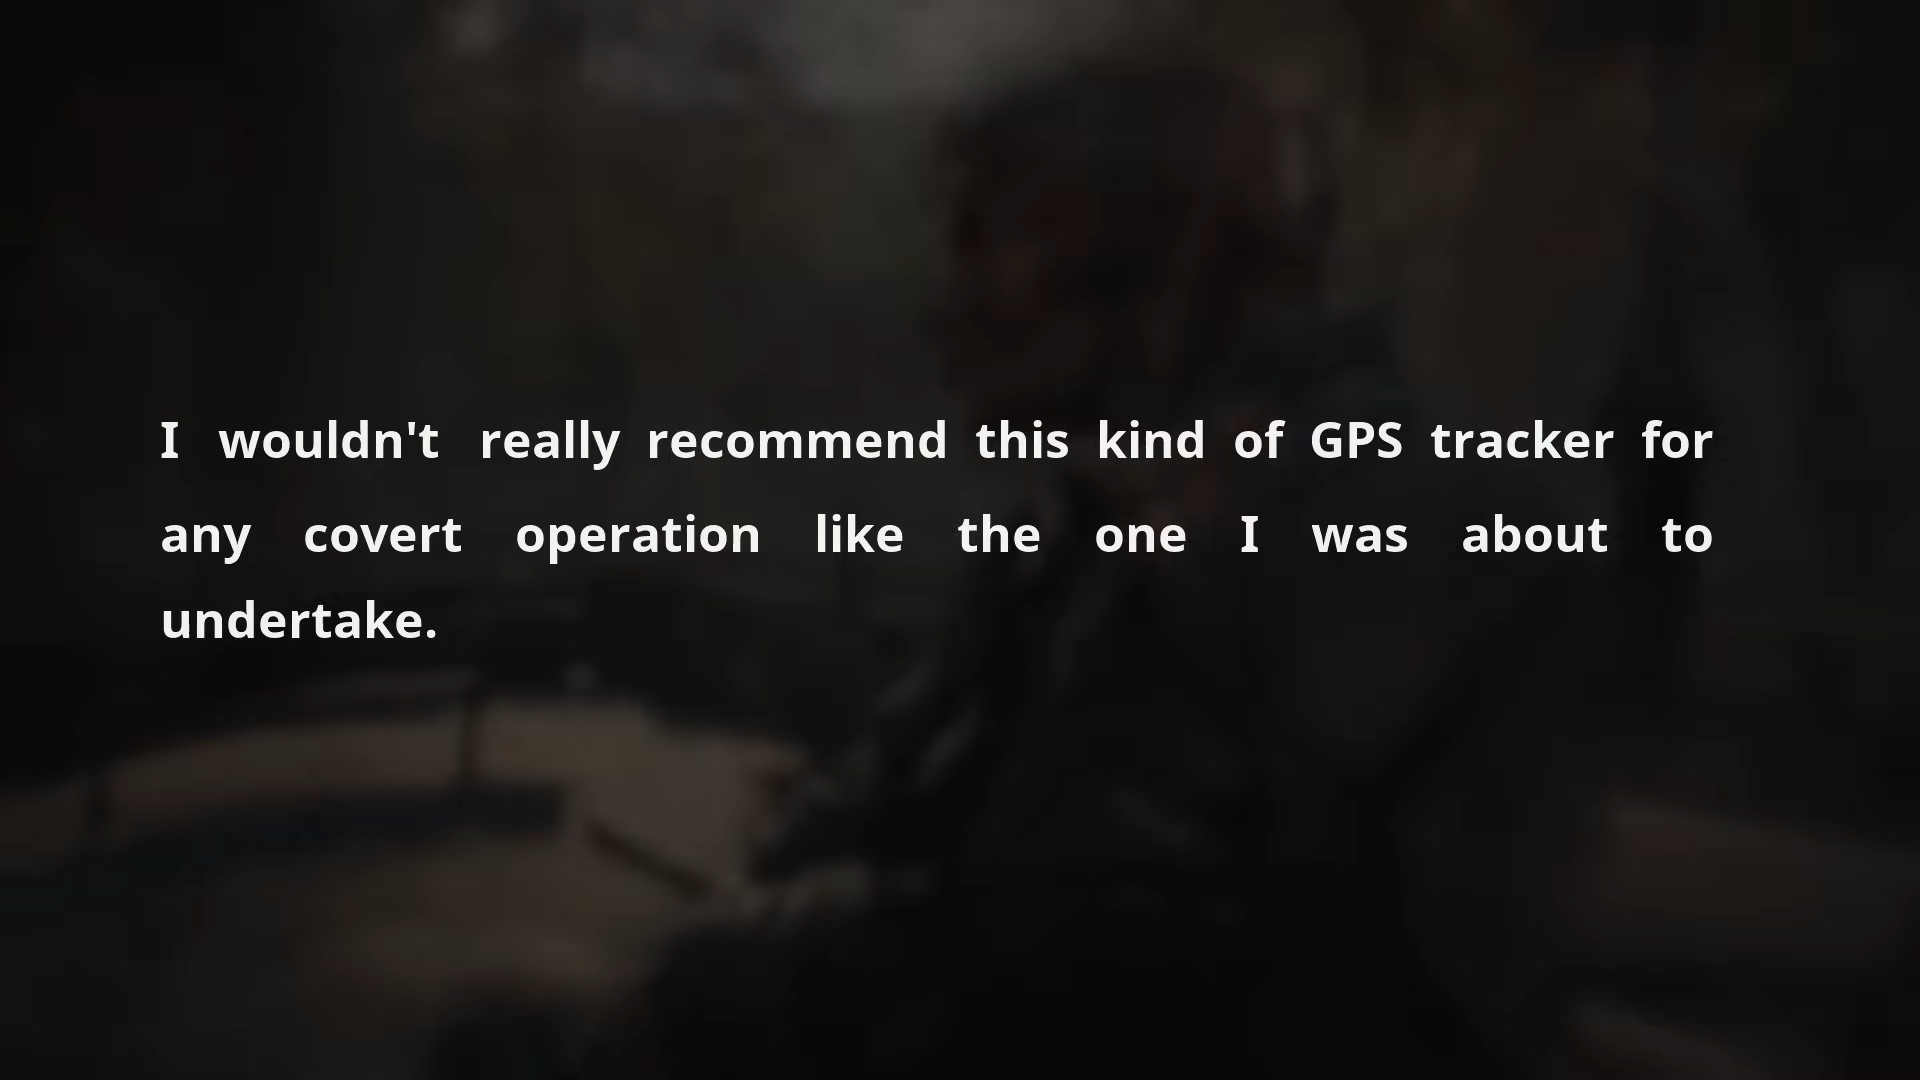 I wouldn't really recommend this kind of GPS tracker for
any covert operation like the one I was about to
undertake.